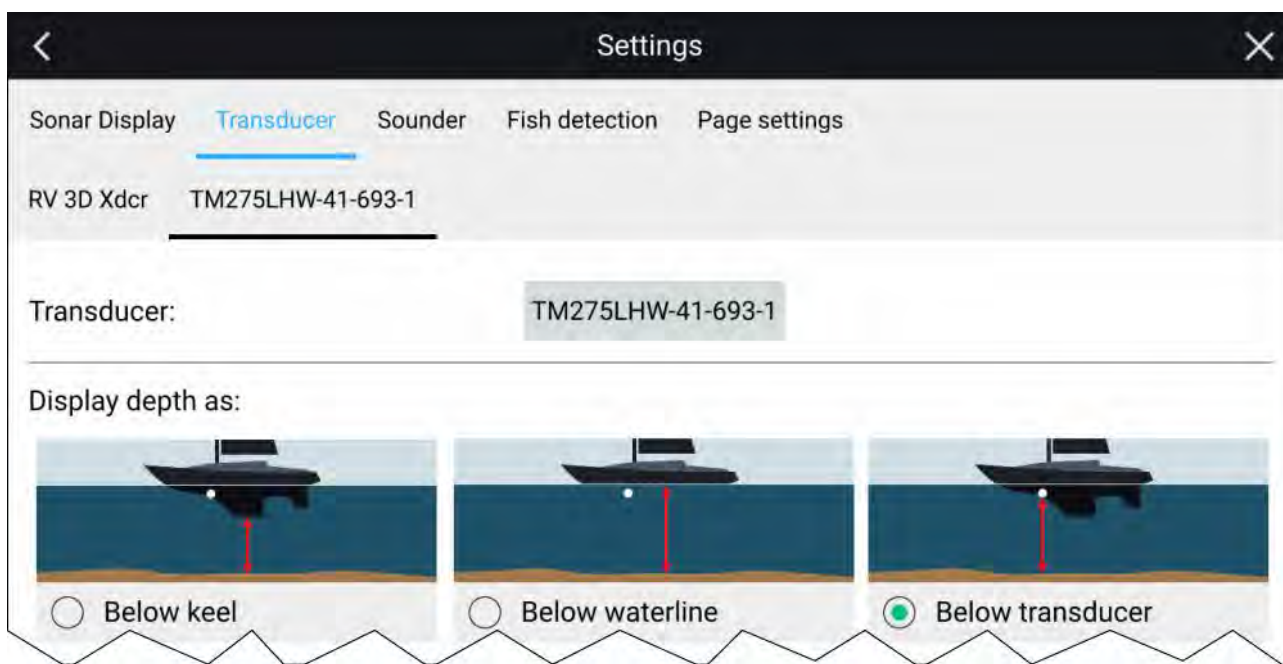 Settings
Sonar Display Transducer Sounder Fish detection Page settings
RV 3D Xdcr TM275LHW-41-693-1
Transducer: TM275LHW-41-693-1
Display depth as:
Below keel Below waterline Below transducer